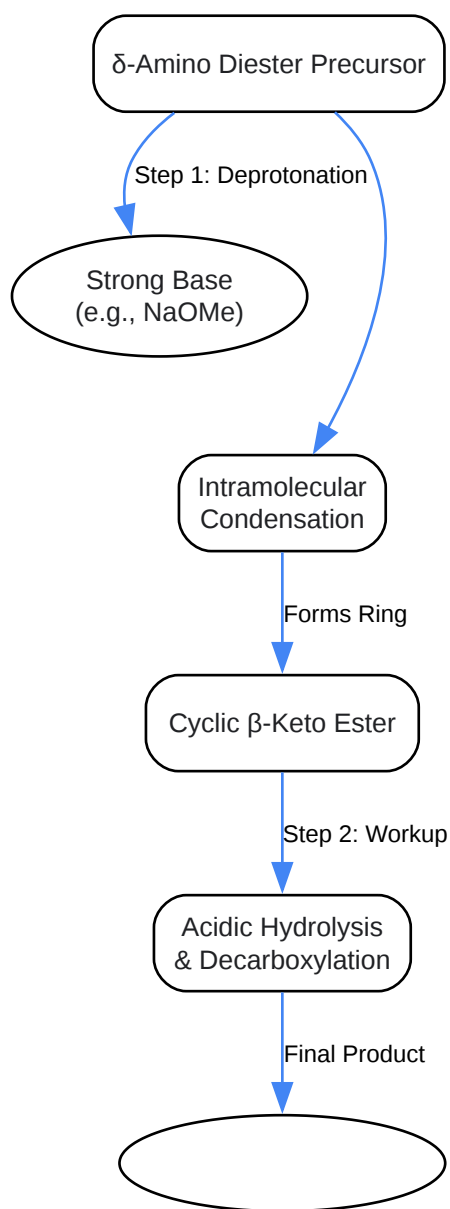 δ-Amino Diester Precursor
Step 1: Deprotonation
Strong Base
(e.g., NaOMe)
Intramolecular
Condensation
Forms Ring
Cyclic β-Keto Ester
Step 2: Workup
Acidic Hydrolysis
& Decarboxylation
Final Product